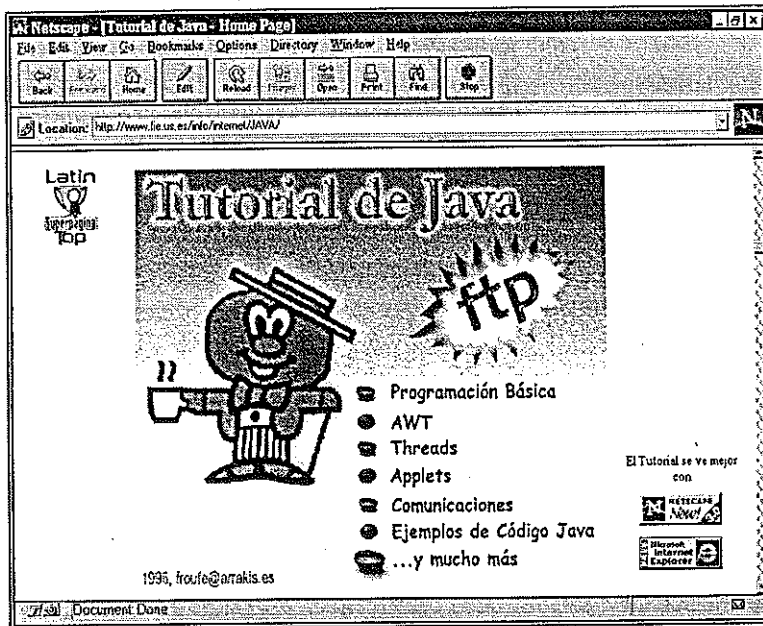 Netscape - [Tutorial de Java - Home Page]
File Edit View Go Bookmarks Options Directory Window Help
Back Forward Home Edit Reload Images Open Print Find Stop
Location: http://www.fie.us.es/info/internet/JAVA/
N
Latin
Superpagina!
Top
Tutorial de Java
ftp
Programación Básica
AWT
Threads
Applets
Comunicaciones
Ejemplos de Código Java
...y mucho más
El Tutorial se ve mejor
con
N NETSCAPE
Now!
Microsoft
Internet
Explorer
1996, froufe@arrakis.es
Document: Done